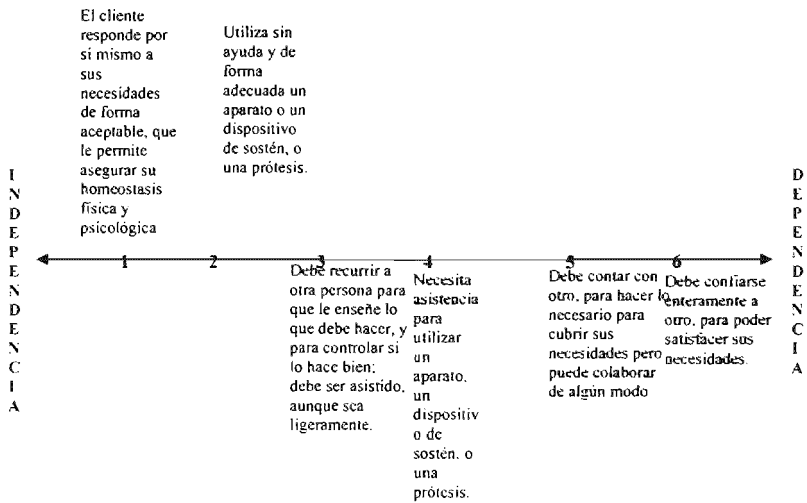 El cliente
responde por
si mismo a
sus
necesidades
de forma
aceptable, que
le permite
asegurar su
homeostasis
física y
psicológica
Utiliza sin
ayuda y de
forma
adecuada un
aparato o un
dispositivo
de sostén, o
una prótesis.
I
N
D
E
P
E
N
D
E
N
C
I
A
D
E
P
E
N
D
E
N
C
I
A
1 2 3 4 5 6
Debe recurrir a
otra persona para
que le enseñe lo
que debe hacer, y
para controlar si
lo hace bien;
debe ser asistido,
aunque sea
ligeramente.
Necesita
asistencia
para
utilizar
un
aparato,
un
dispositiv
o de
sostén, o
una
prótesis.
Debe contar con
otro, para hacer lo
necesario para
cubrir sus
necesidades pero
puede colaborar
de algún modo
Debe confiarse
enteramente a
otro, para poder
satisfacer sus
necesidades.